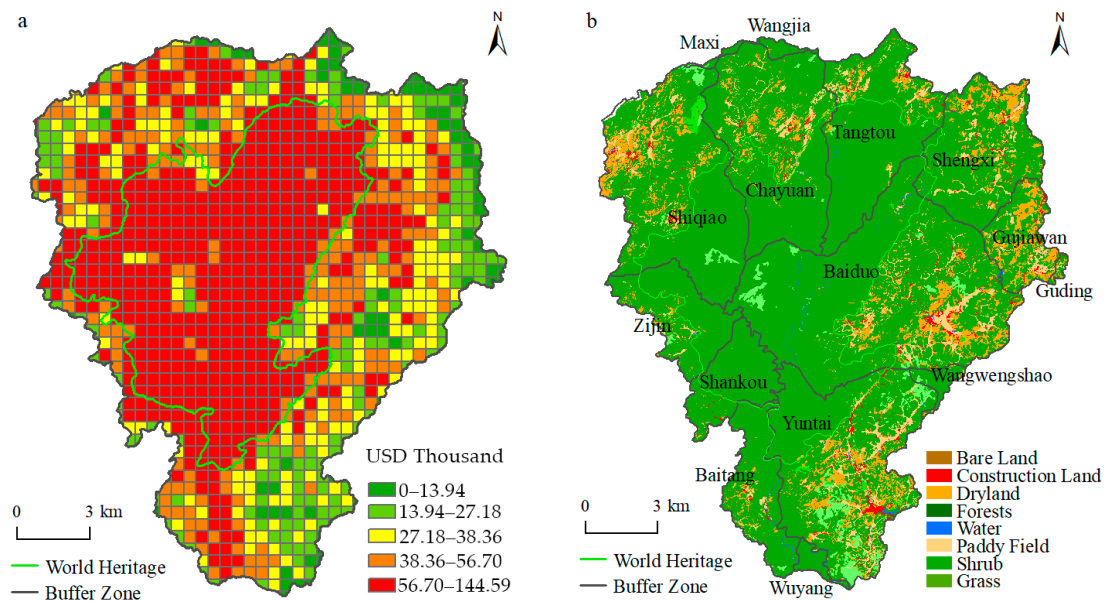 a
N
USD Thousand
0–13.94
13.94–27.18
27.18–38.36
38.36–56.70
56.70–144.59
0 3 km
World Heritage
Buffer Zone
b
N
Wangjia
Maxi
Tangtou
Shengxi
Chayuan
Shiqiao
Gujiawan
Baiduo
Guding
Zijin
Wangwengshao
Shankou
Yuntai
Baitang
Wuyang
Bare Land
Construction Land
Dryland
Forests
Water
Paddy Field
Shrub
Grass
0 3 km
World Heritage
Buffer Zone